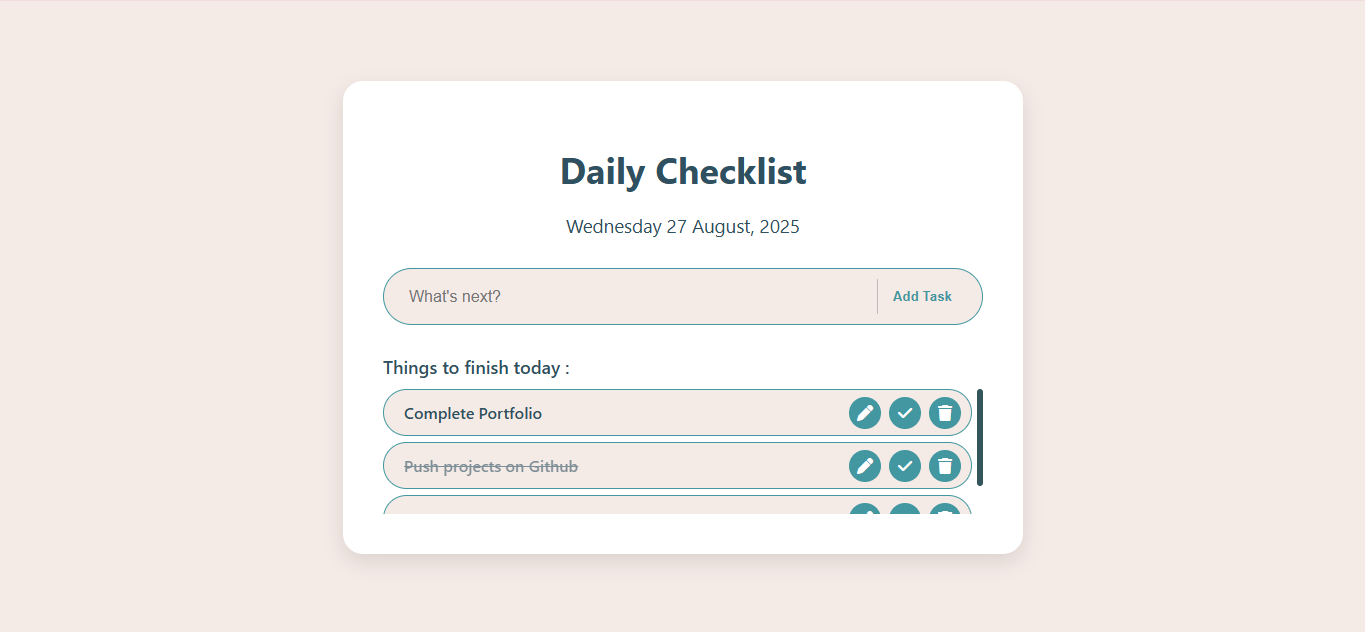 Daily Checklist
Wednesday 27 August, 2025
What's next?
Add Task
Things to finish today :
Complete Portfolio
Push projects on Github